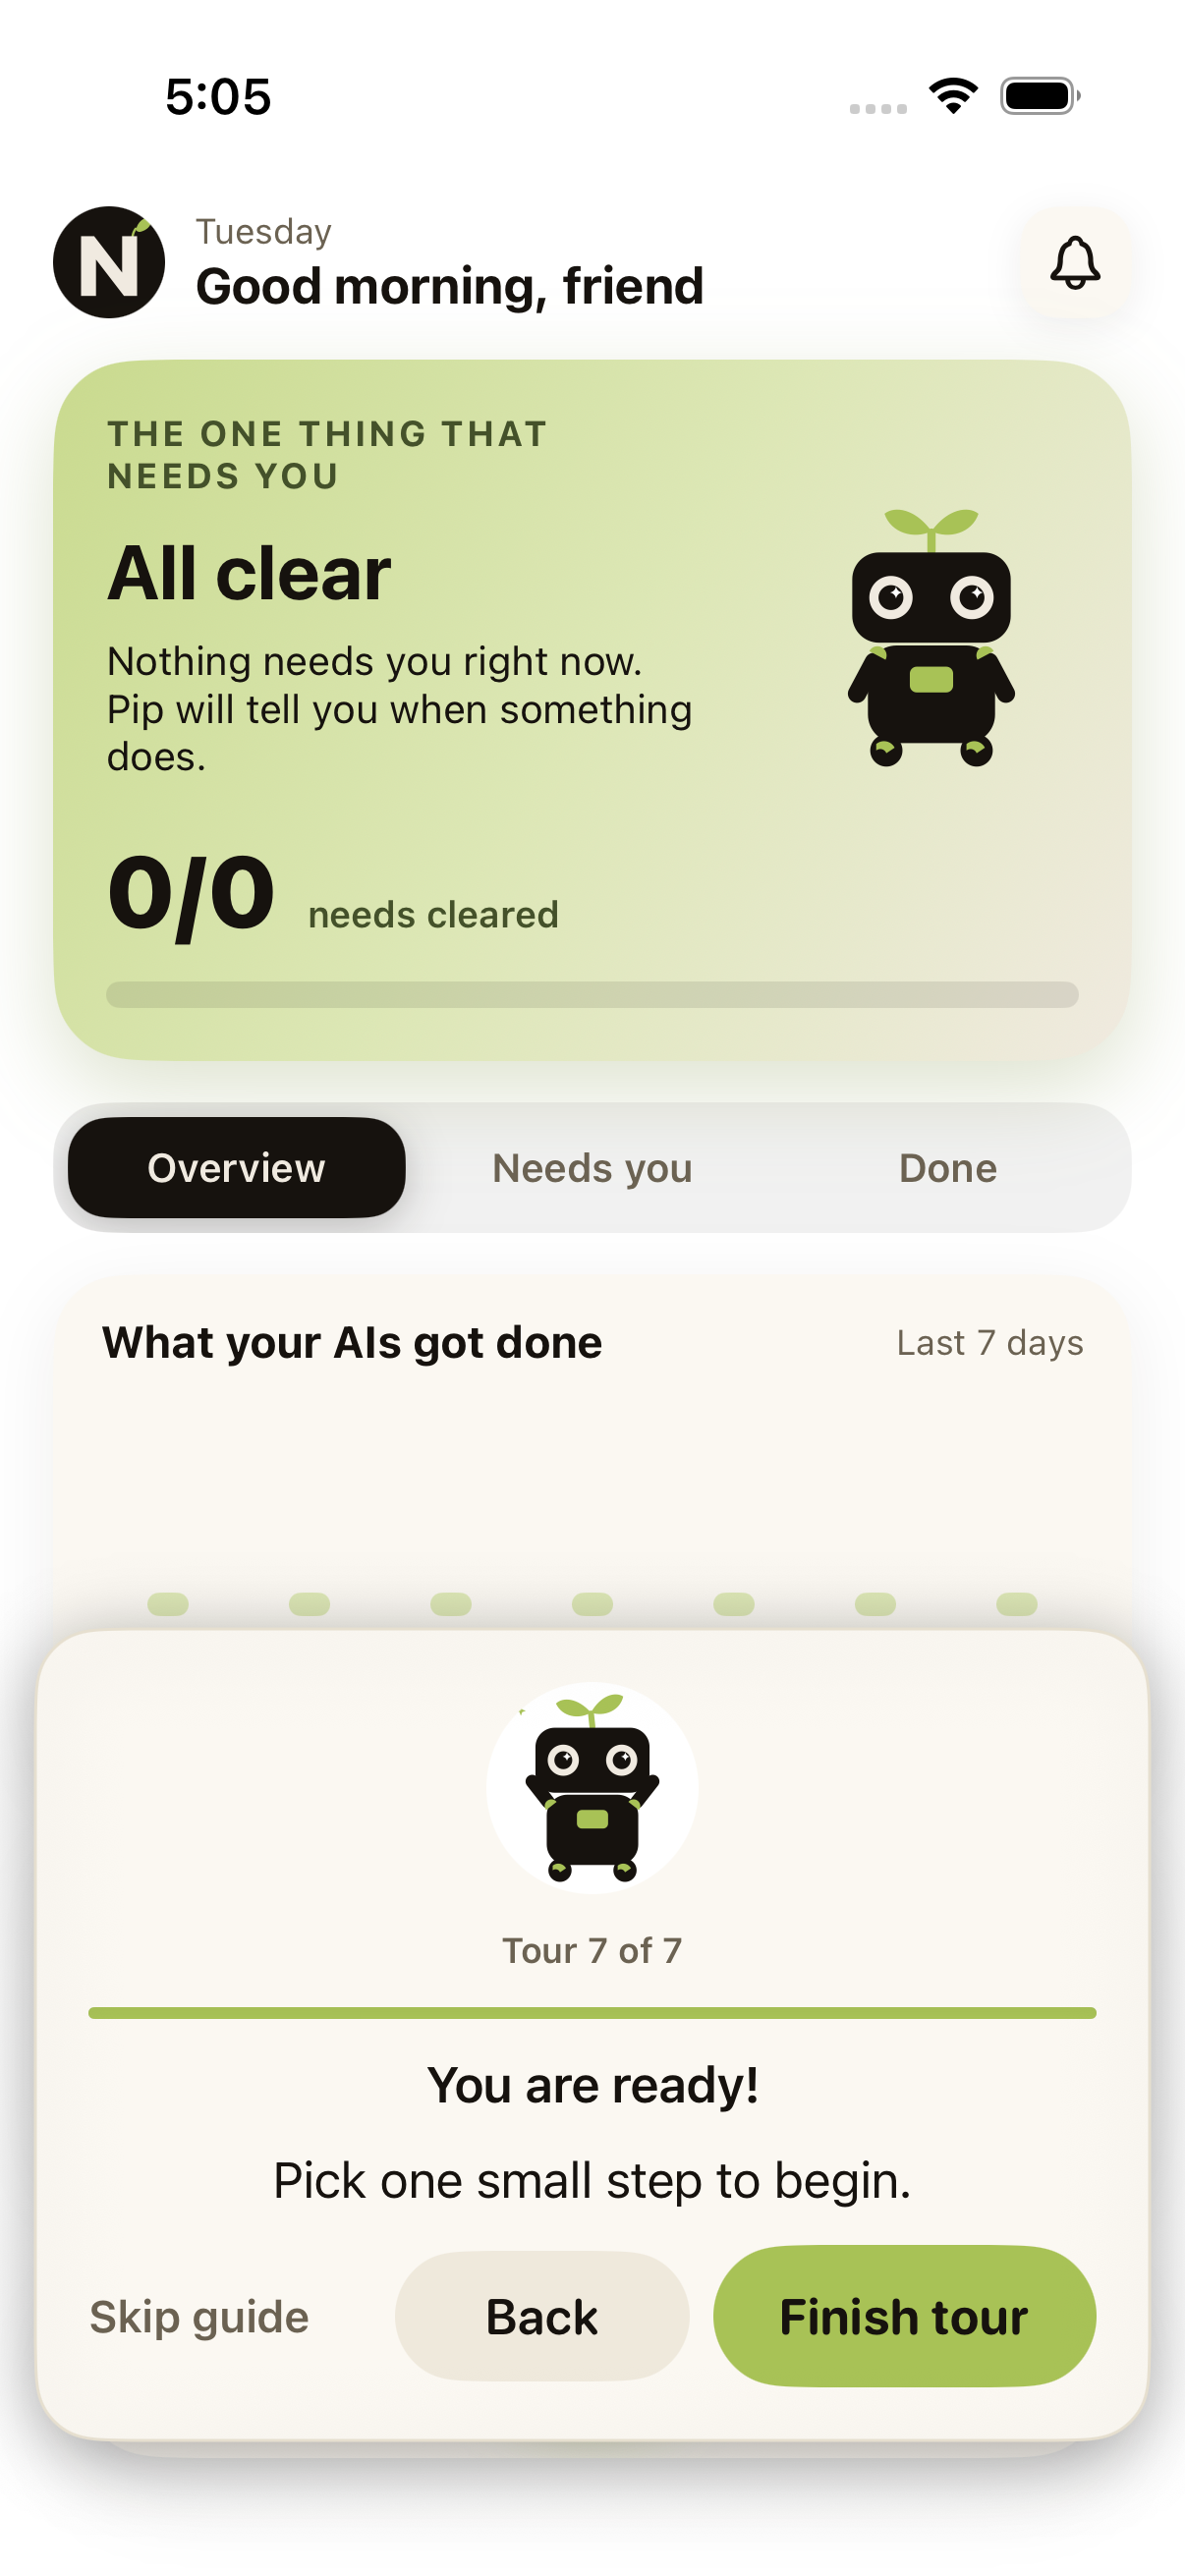 5:05
N
Tuesday
Good morning, friend
THE ONE THING THAT
NEEDS YOU
All clear
Nothing needs you right now.
Pip will tell you when something
does.
0/0 needs cleared
Overview Needs you Done
What your AIs got done Last 7 days
Tour 7 of 7
You are ready!
Pick one small step to begin.
Skip guide Back Finish tour